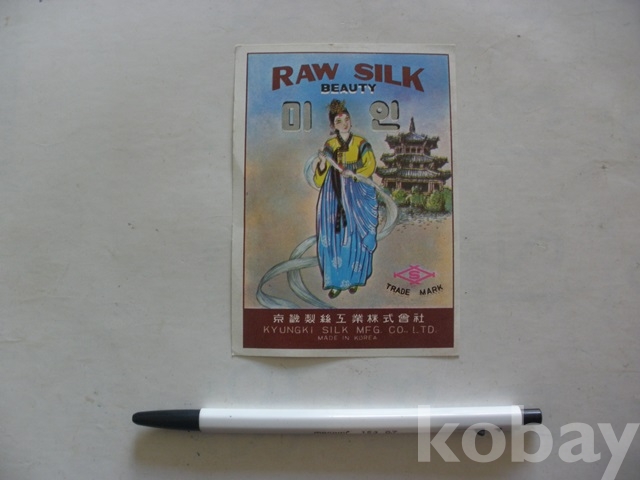 RAW SILK
BEAUTY
미 인
S
TRADE MARK
京畿製絲工業株式會社
KYUNGKI SILK MFG. CO., LTD.
MADE IN KOREA
kobay